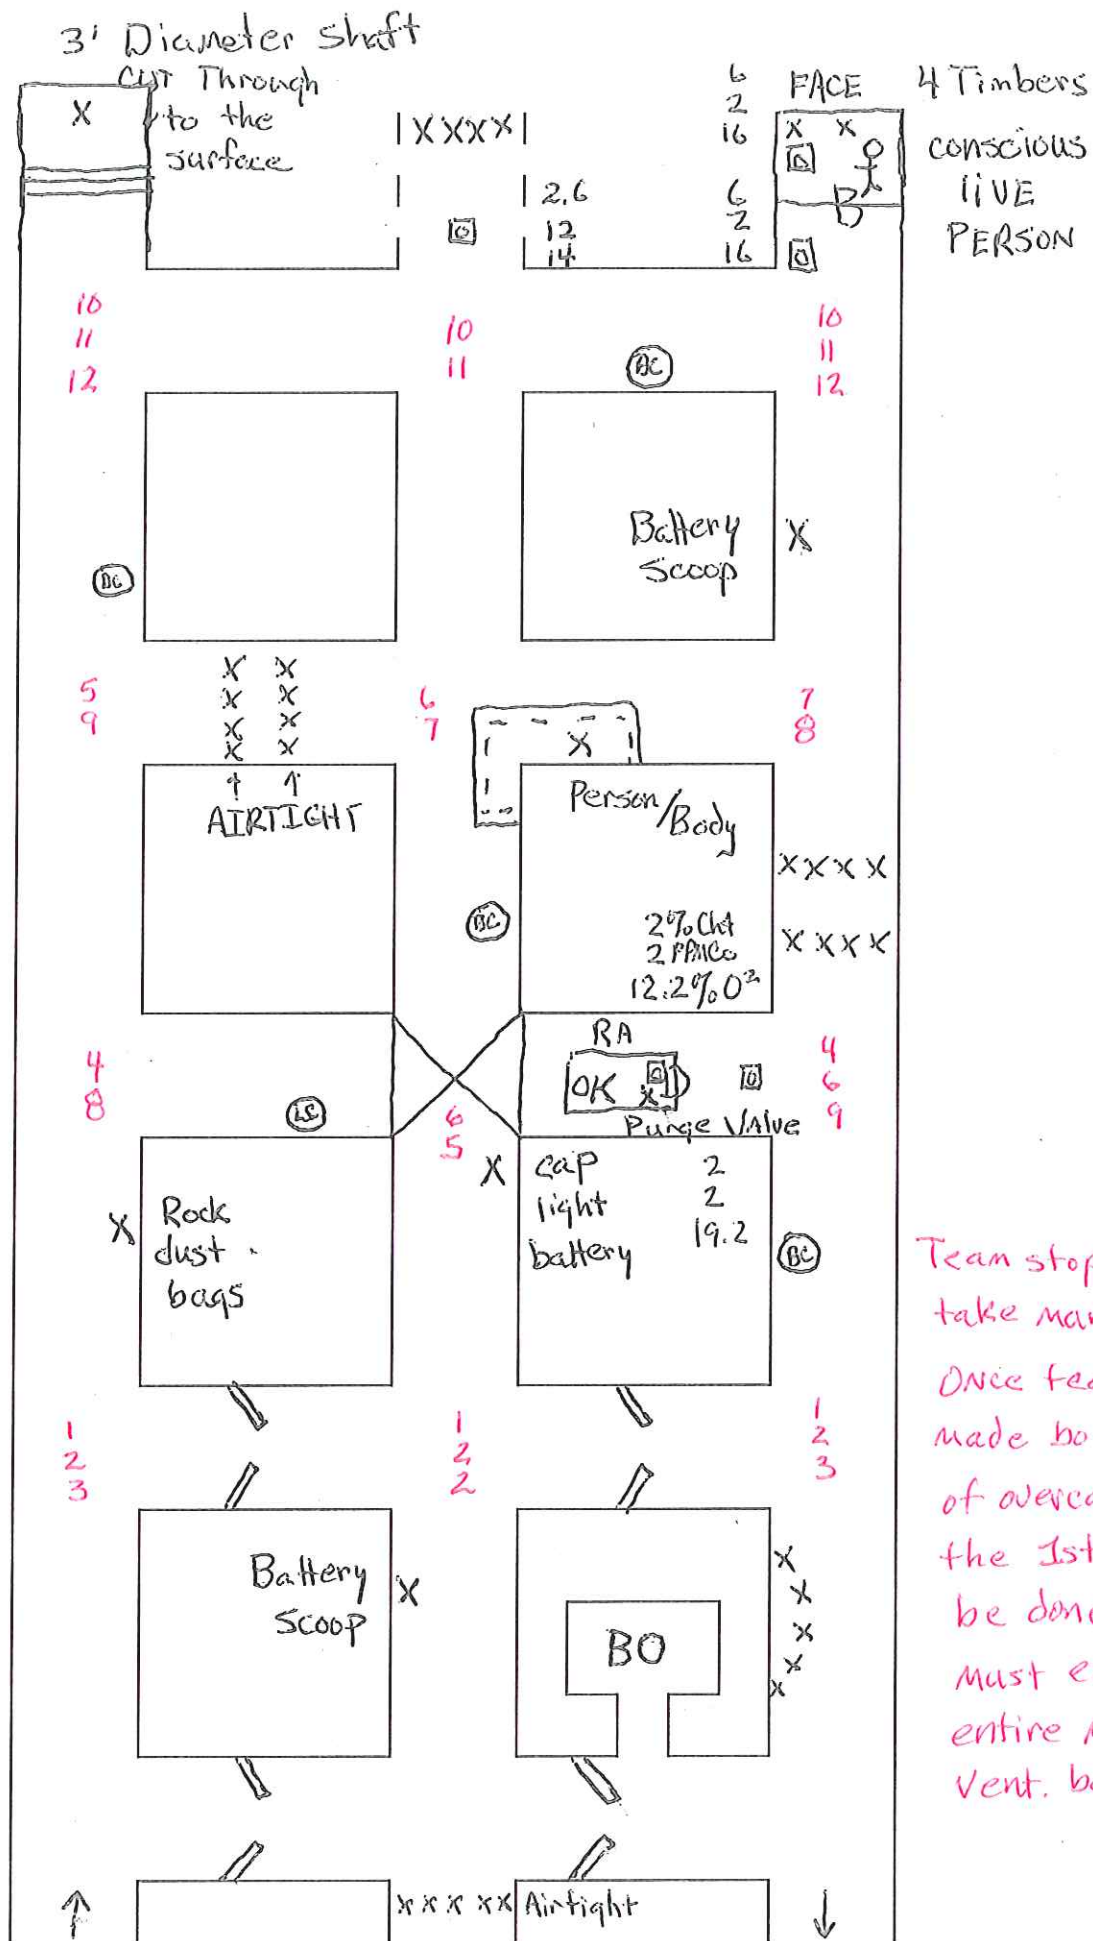 3' Diameter Shaft
CUT Through
to the
surface
X
XXXX
6
2
16
FACE
4 Timbers
X X
conscious
liVE
PERSON
2.6
12
14
6
2
16
10
11
12
10
11
10
11
12
BC
Battery
Scoop
X
BC
5
9
X X
X X
X X
X X
AIRTIGHT
6
7
X
7
8
Person/Body
XXXX
XXXX
BC
2% CH4
2 PPM Co
12.2% O2
4
8
RA
OK
X
4
6
9
6
5
Purge VAlve
X
X
Rock
dust
bags
cap
light
battery
2
2
19.2
BC
Team stop
take
Once
made
of
the 1st
be
must
entire
Vent.
1
2
3
1
2
2
1
2
3
Battery
Scoop
X
BO
X
X
X
X
X
XXXXX Airtight